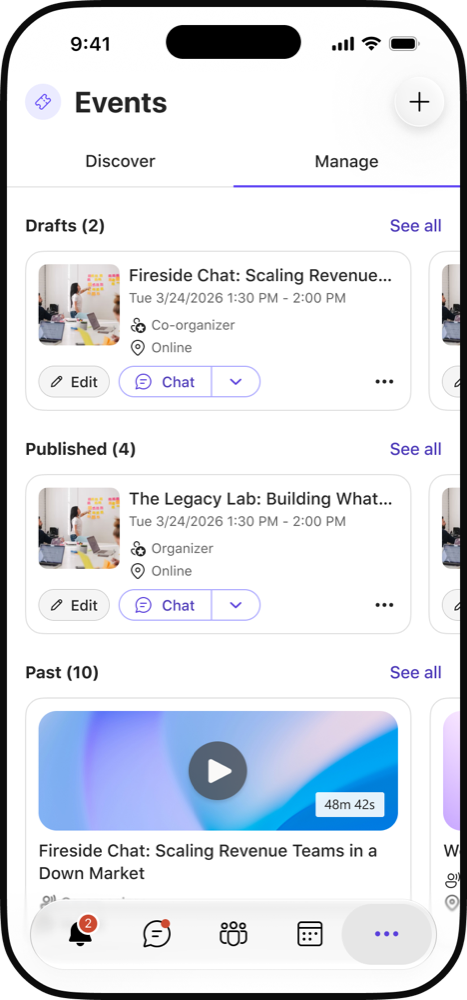 9:41
Events
Discover
Manage
Drafts (2)
See all
Fireside Chat: Scaling Revenue...
Tue 3/24/2026 1:30 PM - 2:00 PM
Co-organizer
Online
Edit
Chat
Published (4)
See all
The Legacy Lab: Building What...
Tue 3/24/2026 1:30 PM - 2:00 PM
Organizer
Online
Edit
Chat
Past (10)
See all
48m 42s
Fireside Chat: Scaling Revenue Teams in a
Down Market
2